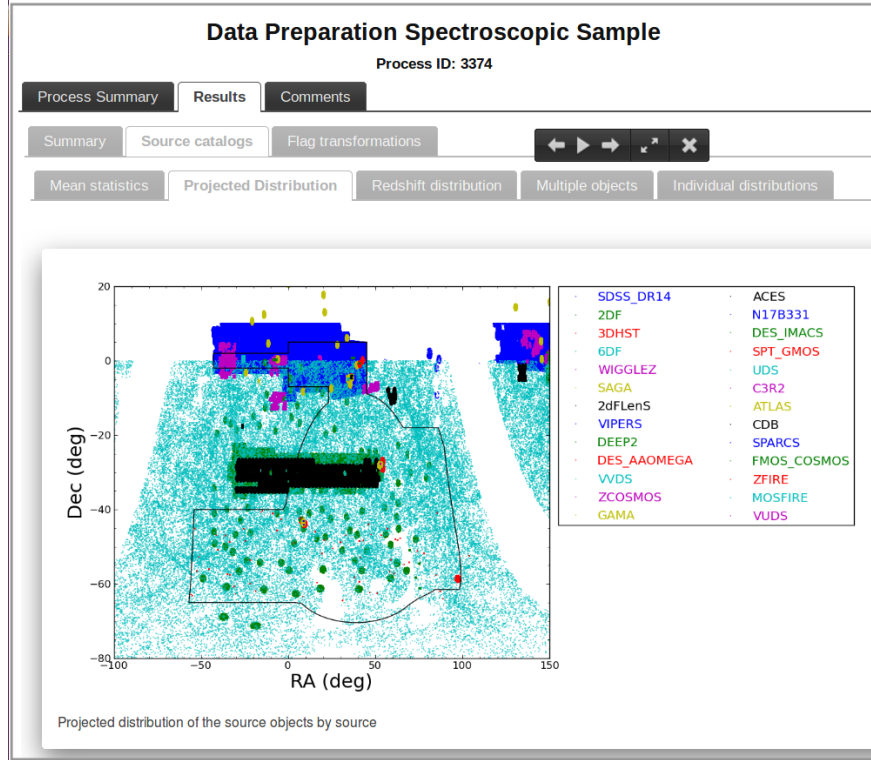 Data Preparation Spectroscopic Sample
Process ID: 3374
Process Summary Results Comments
Summary Source catalogs Flag transformations
Mean statistics Projected Distribution Redshift distribution Multiple objects Individual distributions
20
0
−20
−40
−60
−80
Dec (deg)
−100 −50 0 50 100 150
RA (deg)
SDSS_DR14 ACES
2DF N17B331
3DHST DES_IMACS
6DF SPT_GMOS
WIGGLEZ UDS
SAGA C3R2
2dFLenS ATLAS
VIPERS CDB
DEEP2 SPARCS
DES_AAOMEGA FMOS_COSMOS
VVDS ZFIRE
ZCOSMOS MOSFIRE
GAMA VUDS
Projected distribution of the source objects by source